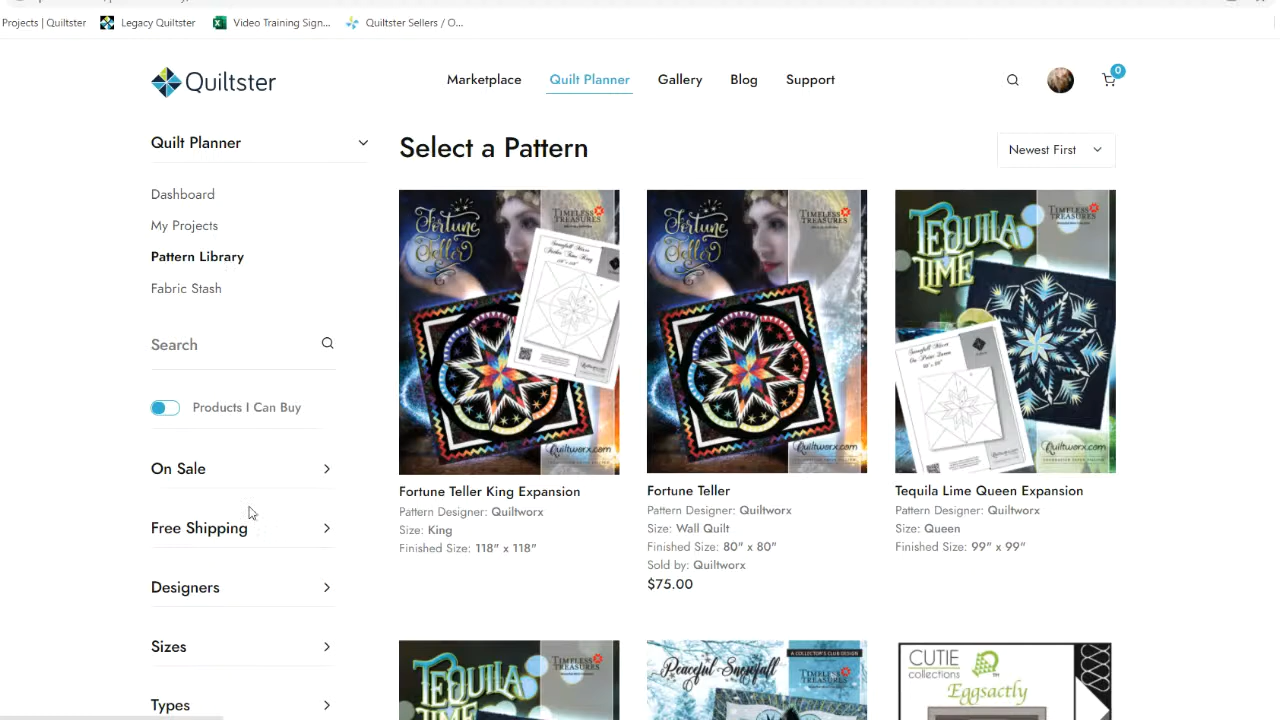 Projects | Quiltster
Legacy Quiltster
Video Training Sign...
Quiltster Sellers / O...
Quiltster
Marketplace
Quilt Planner
Gallery
Blog
Support
0
Quilt Planner
Dashboard
My Projects
Pattern Library
Fabric Stash
Search
Products I Can Buy
On Sale
Free Shipping
Designers
Sizes
Types
Select a Pattern
Newest First
Fortune
Teller
TIMELESS
TREASURES
Quiltworx.com
Fortune Teller King Expansion
Pattern Designer: Quiltworx
Size: King
Finished Size: 118" x 118"
Fortune
Teller
TIMELESS
TREASURES
Quiltworx.com
Fortune Teller
Pattern Designer: Quiltworx
Size: Wall Quilt
Finished Size: 80" x 80"
Sold by: Quiltworx
$75.00
TEQUILA
LIME
TIMELESS
TREASURES
Quiltworx.com
Tequila Lime Queen Expansion
Pattern Designer: Quiltworx
Size: Queen
Finished Size: 99" x 99"
TEQUILA
LIME
TIMELESS
TREASURES
A COLLECTOR'S CLUB DESIGN
Peaceful Snowfall
TIMELESS
TREASURES
CUTIE
collections
Eggsactly